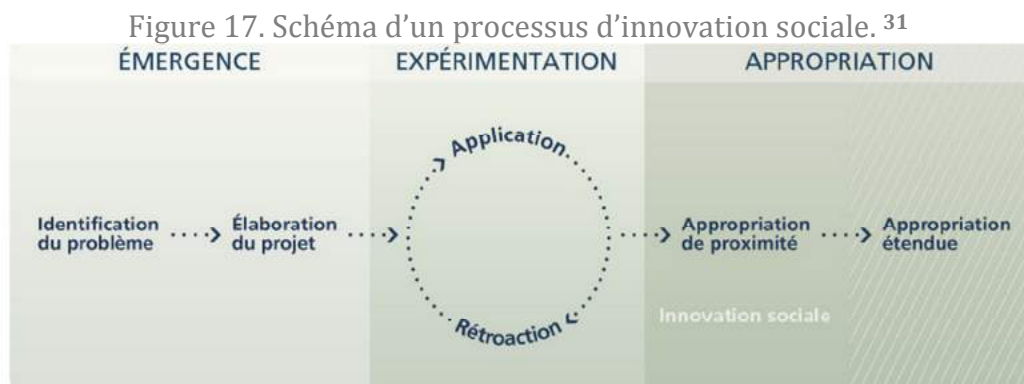 Figure 17. Schéma d’un processus d’innovation sociale. 31
ÉMERGENCE
EXPÉRIMENTATION
APPROPRIATION
Application
Identification
du problème
Élaboration
du projet
Appropriation
de proximité
Appropriation
étendue
Rétroaction
Innovation sociale